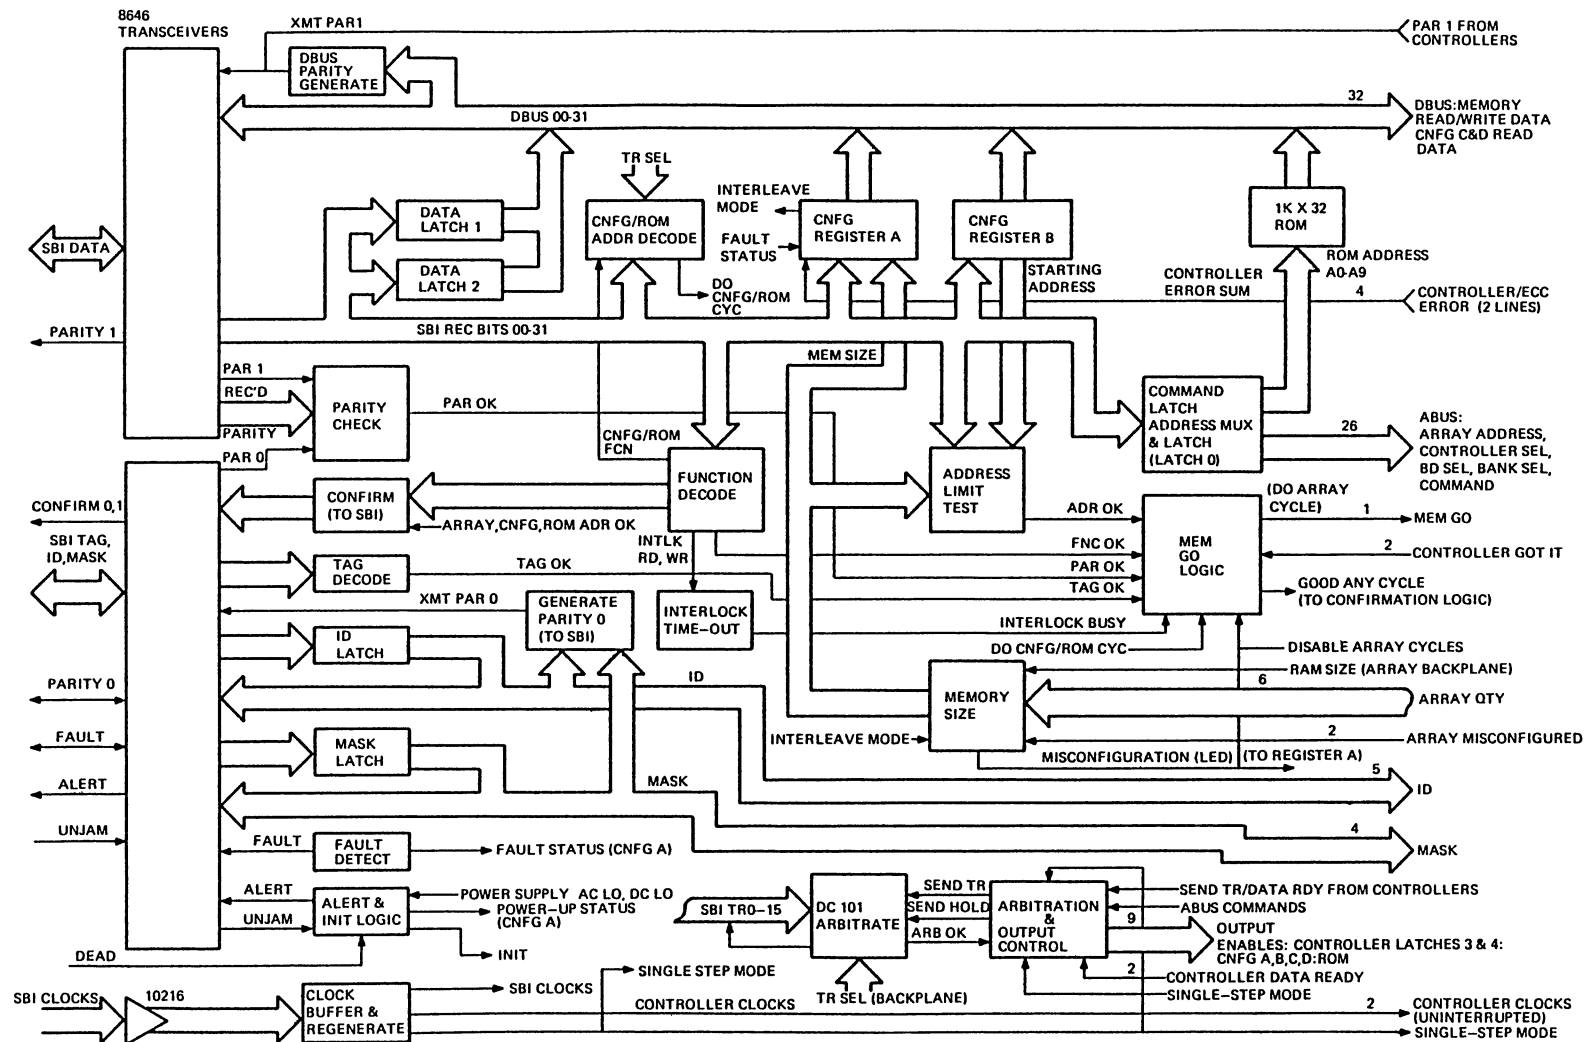 8646
TRANSCEIVERS
XMT PAR1
PAR 1 FROM
CONTROLLERS
DBUS
PARITY
GENERATE
32
DBUS:MEMORY
READ/WRITE DATA
CNFG C&D READ
DATA
DBUS 00-31
TR SEL
INTERLEAVE
MODE
DATA
LATCH 1
CNFG/ROM
ADDR DECODE
CNFG
REGISTER A
CNFG
REGISTER B
1K X 32
ROM
SBI DATA
FAULT
STATUS
DATA
LATCH 2
DO
CNFG/ROM
CYC
STARTING
ADDRESS
CONTROLLER
ERROR SUM
ROM ADDRESS
A0-A9
4
CONTROLLER/ECC
ERROR (2 LINES)
PARITY 1
SBI REC BITS 00-31
MEM SIZE
PAR 1
REC'D
PARITY
PAR 0
PARITY
CHECK
PAR OK
CNFG/ROM
FCN
COMMAND
LATCH
ADDRESS MUX
& LATCH
(LATCH 0)
26
ABUS:
ARRAY ADDRESS,
CONTROLLER SEL,
BD SEL, BANK SEL,
COMMAND
FUNCTION
DECODE
ADDRESS
LIMIT
TEST
CONFIRM 0,1
CONFIRM
(TO SBI)
ARRAY,CNFG,ROM ADR OK
ADR OK
(DO ARRAY
CYCLE)
1
MEM GO
SBI TAG,
ID,MASK
INTLK
RD, WR
FNC OK
MEM
GO
LOGIC
2
CONTROLLER GOT IT
TAG
DECODE
TAG OK
PAR OK
TAG OK
GOOD ANY CYCLE
(TO CONFIRMATION LOGIC)
XMT PAR 0
GENERATE
PARITY 0
(TO SBI)
INTERLOCK
TIME-OUT
INTERLOCK BUSY
ID
LATCH
DO CNFG/ROM CYC
DISABLE ARRAY CYCLES
RAM SIZE (ARRAY BACKPLANE)
PARITY 0
ID
MEMORY
SIZE
6
ARRAY QTY
FAULT
MASK
LATCH
INTERLEAVE MODE
2
ARRAY MISCONFIGURED
MISCONFIGURATION (LED)
(TO REGISTER A)
ALERT
MASK
5
ID
UNJAM
FAULT
FAULT
DETECT
FAULT STATUS (CNFG A)
4
MASK
ALERT
UNJAM
ALERT &
INIT LOGIC
POWER SUPPLY AC LO, DC LO
POWER-UP STATUS
(CNFG A)
INIT
DEAD
SBI TR0-15
DC 101
ARBITRATE
SEND TR
SEND HOLD
ARB OK
ARBITRATION
&
OUTPUT
CONTROL
SEND TR/DATA RDY FROM CONTROLLERS
ABUS COMMANDS
9
OUTPUT
ENABLES: CONTROLLER LATCHES 3 & 4:
CNFG A,B,C,D:ROM
2
CONTROLLER DATA READY
SINGLE-STEP MODE
TR SEL (BACKPLANE)
SINGLE STEP MODE
SBI CLOCKS
10216
CLOCK
BUFFER &
REGENERATE
SBI CLOCKS
CONTROLLER CLOCKS
2
CONTROLLER CLOCKS
(UNINTERRUPTED)
SINGLE-STEP MODE